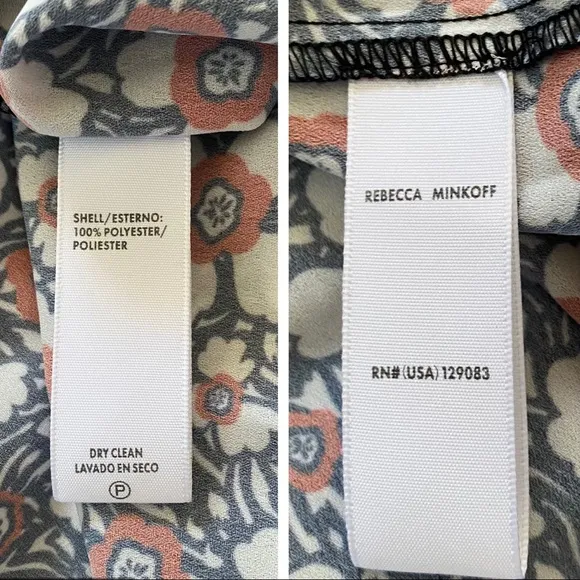 SHELL/ESTERNO:
100% POLYESTER/
POLIESTER
DRY CLEAN
LAVADO EN SECO
P
REBECCA MINKOFF
RN#(USA)129083